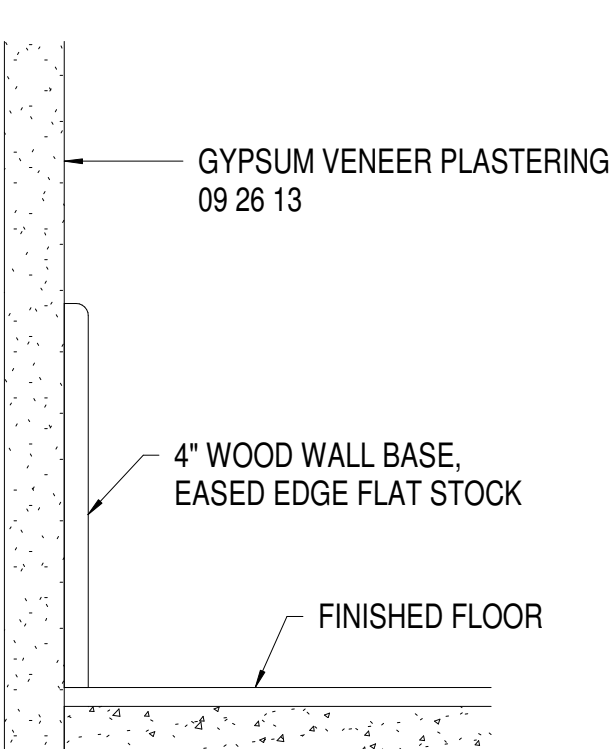 GYPSUM VENEER PLASTERING
09 26 13
4" WOOD WALL BASE,
EASED EDGE FLAT STOCK
FINISHED FLOOR